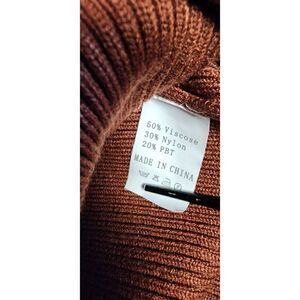 50% Viscose
30% Nylon
20% PBT
MADE IN CHINA